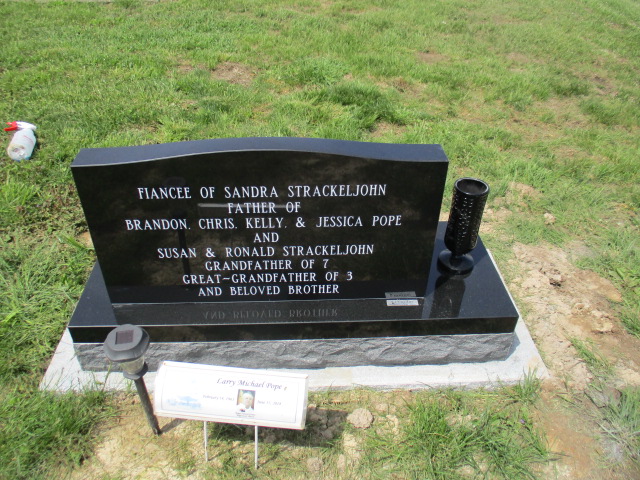 FIANCEE OF SANDRA STRACKELJOHN
FATHER OF
BRANDON, CHRIS, KELLY, & JESSICA POPE
AND
SUSAN & RONALD STRACKELJOHN
GRANDFATHER OF 7
GREAT-GRANDFATHER OF 3
AND BELOVED BROTHER
Larry Michael Pope